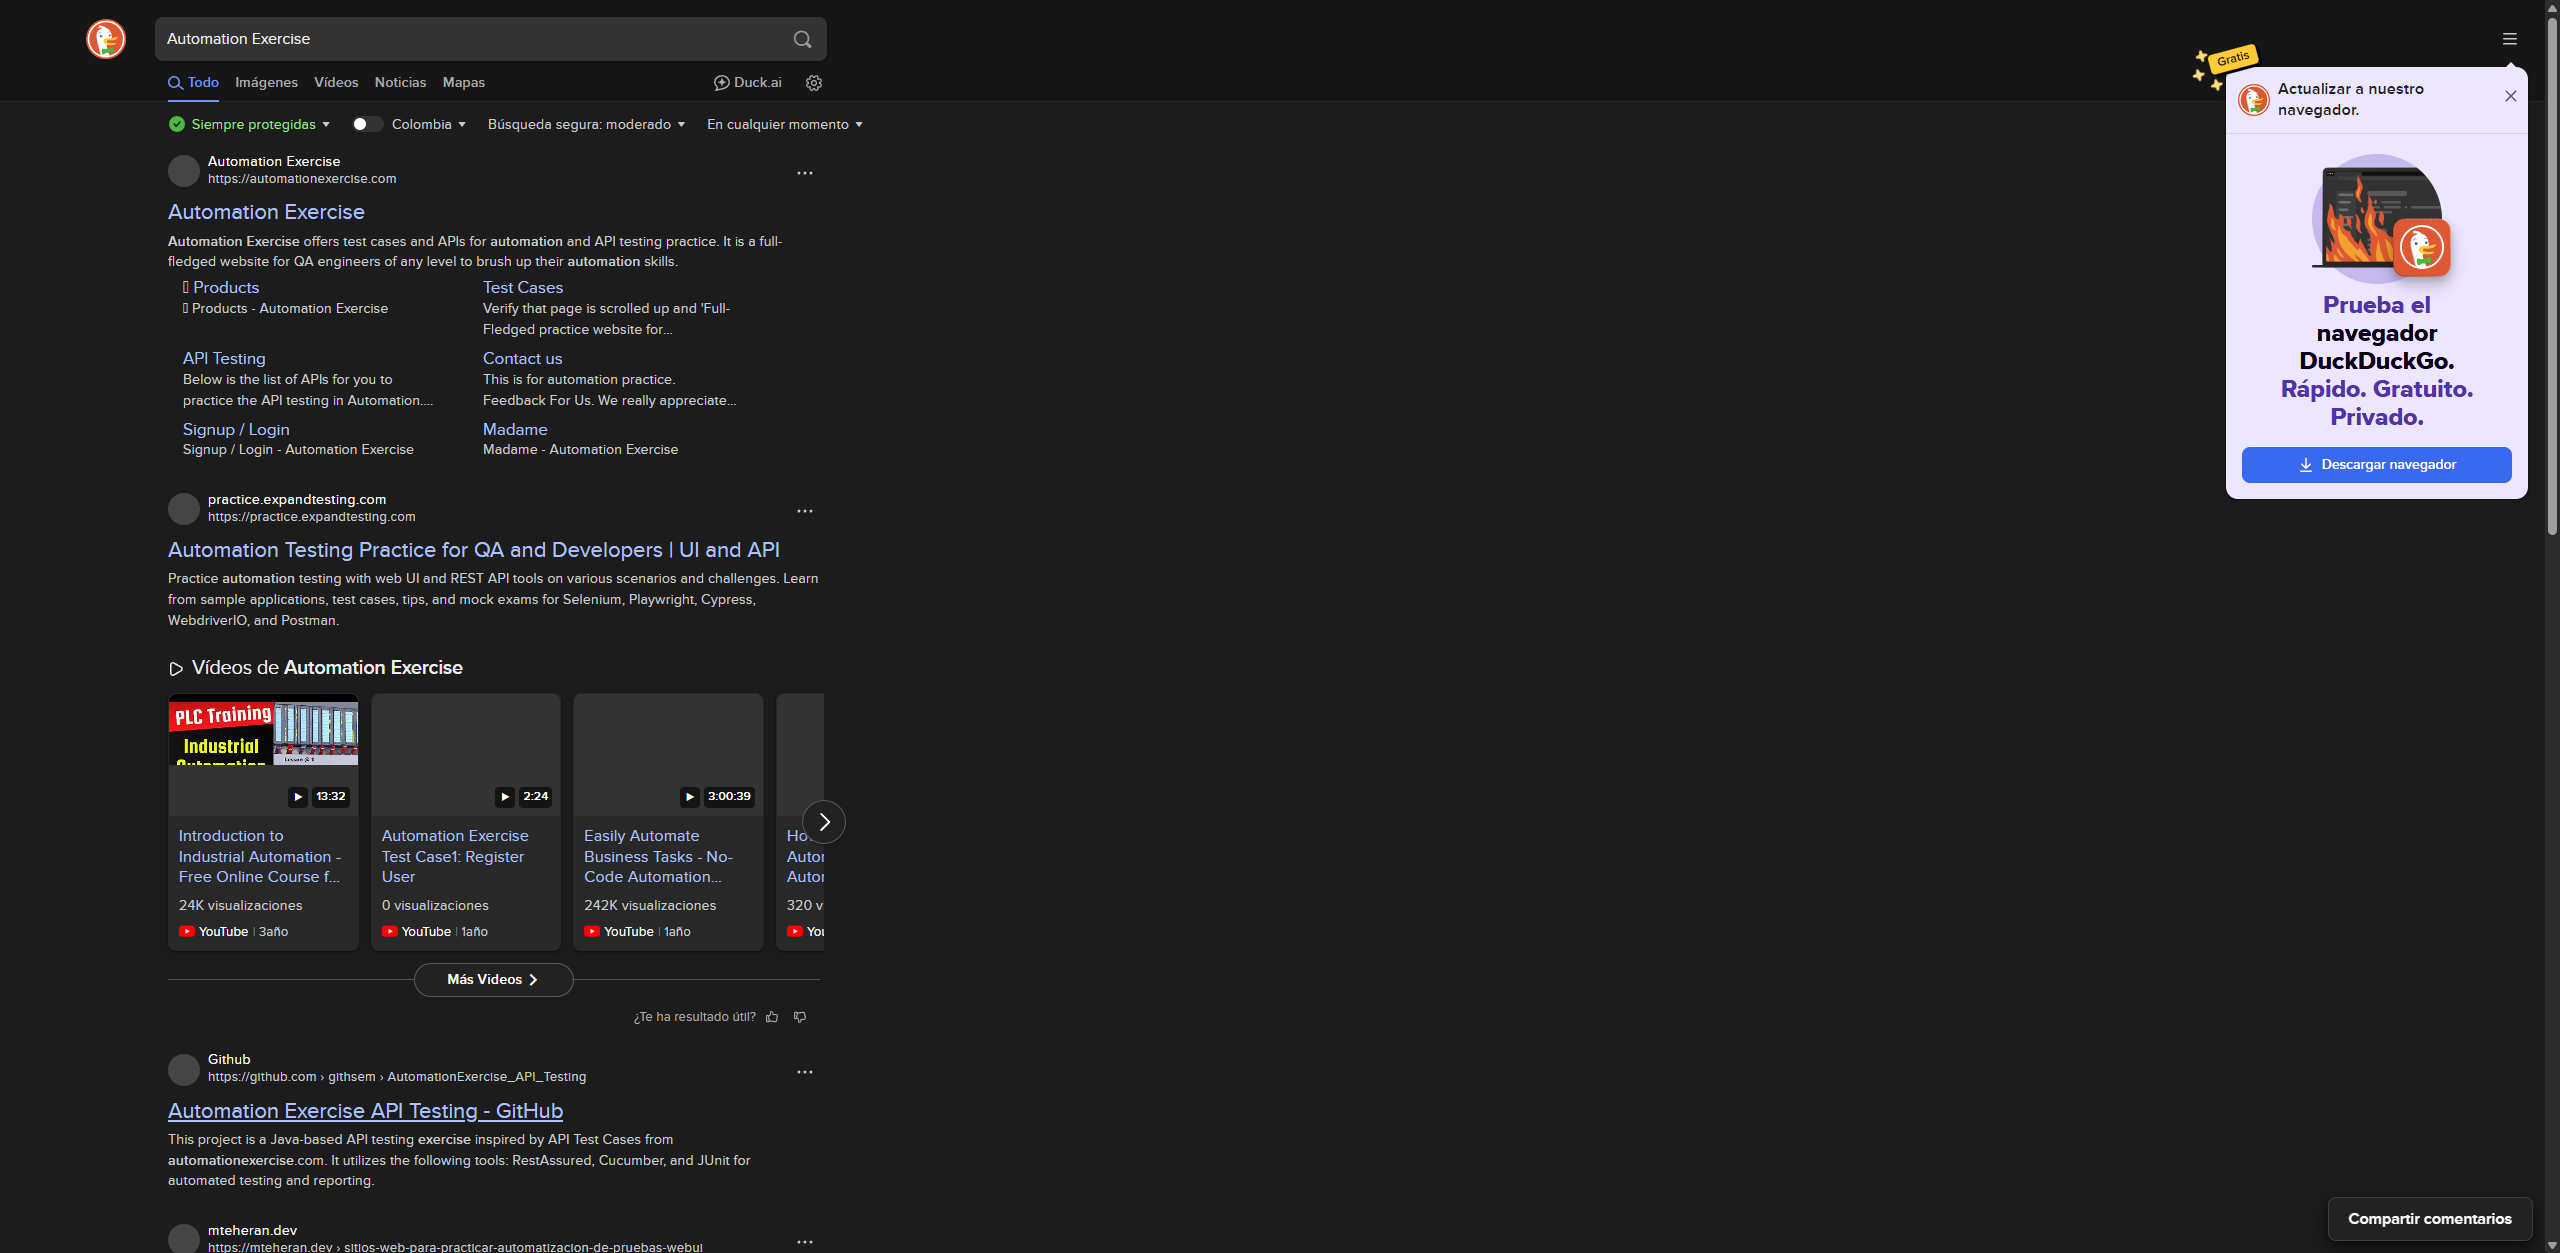 Automation Exercise
Todo
Imágenes
Vídeos
Noticias
Mapas
Duck.ai
Siempre protegidas
Colombia
Búsqueda segura: moderado
En cualquier momento
Automation Exercise
https://automationexercise.com
Automation Exercise
Automation Exercise offers test cases and APIs for automation and API testing practice. It is a full-
fledged website for QA engineers of any level to brush up their automation skills.
Products
Products - Automation Exercise
Test Cases
Verify that page is scrolled up and 'Full-
Fledged practice website for...
API Testing
Below is the list of APIs for you to
practice the API testing in Automation....
Contact us
This is for automation practice.
Feedback For Us. We really appreciate...
Signup / Login
Signup / Login - Automation Exercise
Madame
Madame - Automation Exercise
practice.expandtesting.com
https://practice.expandtesting.com
Automation Testing Practice for QA and Developers | UI and API
Practice automation testing with web UI and REST API tools on various scenarios and challenges. Learn
from sample applications, test cases, tips, and mock exams for Selenium, Playwright, Cypress,
WebdriverIO, and Postman.
Vídeos de Automation Exercise
PLC Training
Industrial
Automation
Lesson @ 1
13:32
Introduction to
Industrial Automation -
Free Online Course f...
24K visualizaciones
YouTube | 3año
2:24
Automation Exercise
Test Case1: Register
User
0 visualizaciones
YouTube | 1año
3:00:39
Easily Automate
Business Tasks - No-
Code Automation...
242K visualizaciones
YouTube | 1año
Ho
Autor
Autor
320 v
You
Más Videos
¿Te ha resultado útil?
Github
https://github.com › githsem › AutomationExercise_API_Testing
Automation Exercise API Testing - GitHub
This project is a Java-based API testing exercise inspired by API Test Cases from
automationexercise.com. It utilizes the following tools: RestAssured, Cucumber, and JUnit for
automated testing and reporting.
mteheran.dev
https://mteheran.dev › sitios-web-para-practicar-automatizacion-de-pruebas-webui
Gratis
Actualizar a nuestro
navegador.
Prueba el
navegador
DuckDuckGo.
Rápido. Gratuito.
Privado.
Descargar navegador
Compartir comentarios